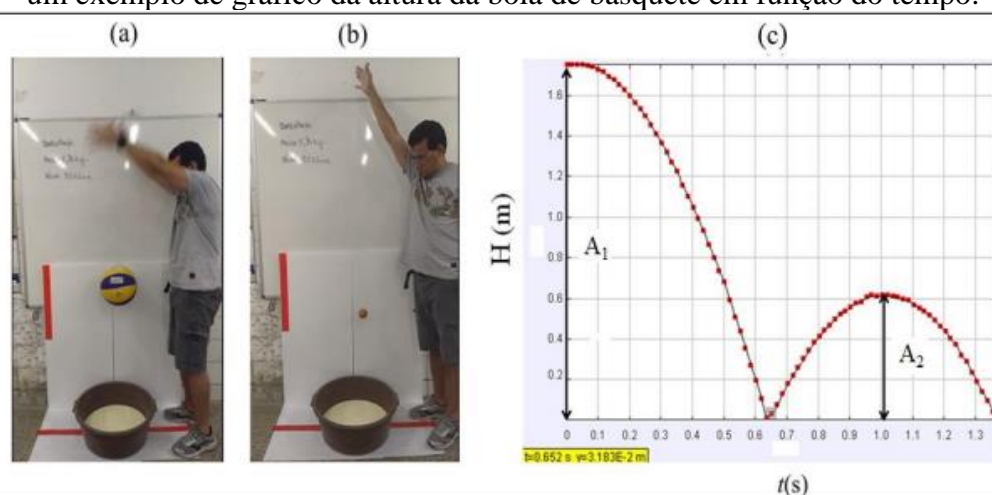 um exemplo de gráfico da altura da bola de basquete em função do tempo.
(a)
(b)
(c)
H (m)
1.6
1.4
1.2
1.0
0.8
0.6
0.4
0.2
A1
A2
0 0.1 0.2 0.3 0.4 0.5 0.6 0.7 0.8 0.9 1.0 1.1 1.2 1.3
t=0.652 s y=3.183E-2 m
t(s)